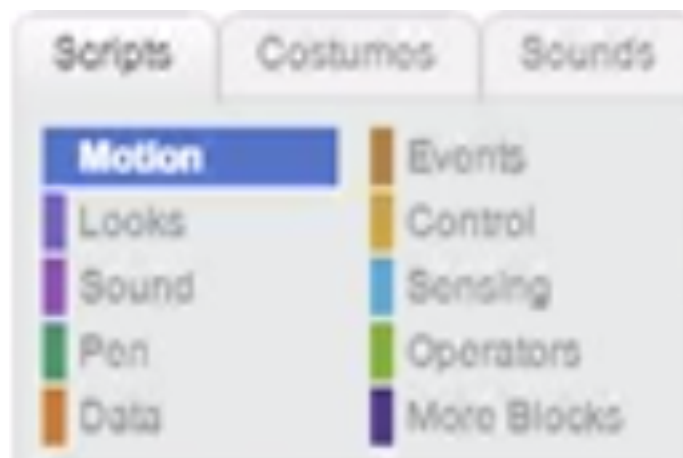 Scripts Costumes Sounds
Motion Events
Looks Control
Sound Sensing
Pen Operators
Data More Blocks